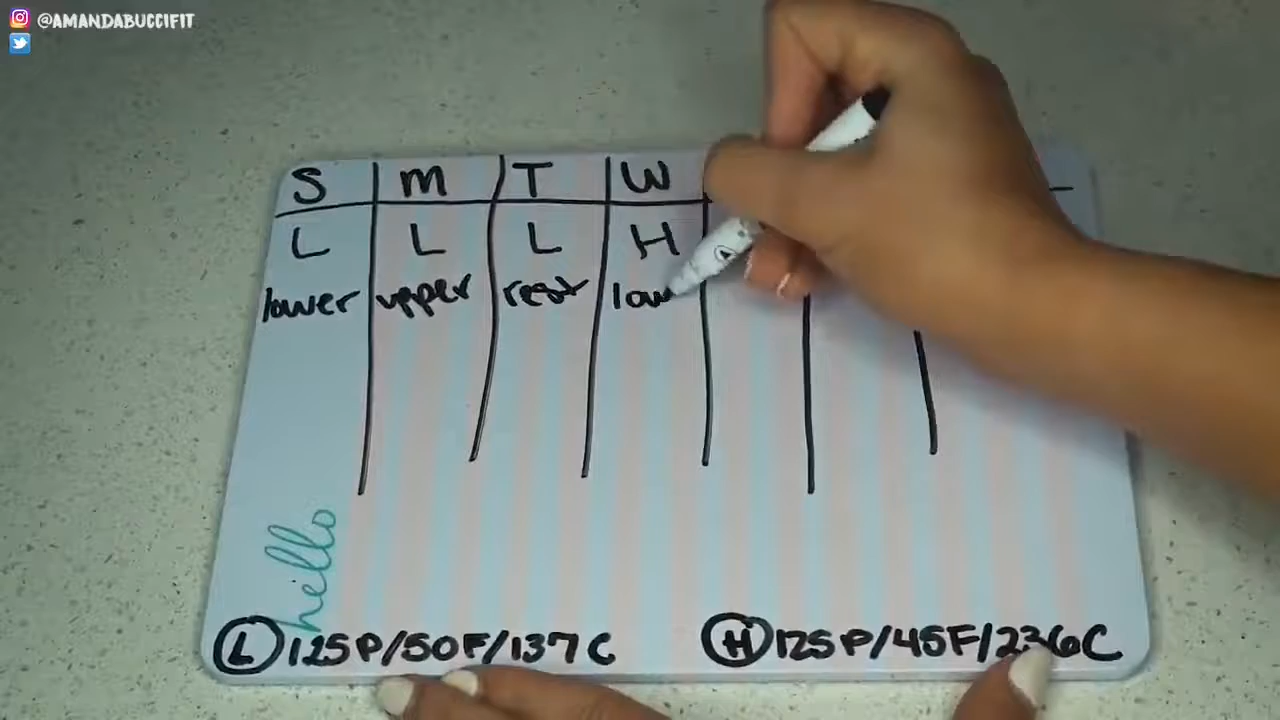 @AMANDABUCCIFIT
S M T W
L L L H
lower upper rest low
hello
L 125P/50F/137C
H 125P/45F/236C